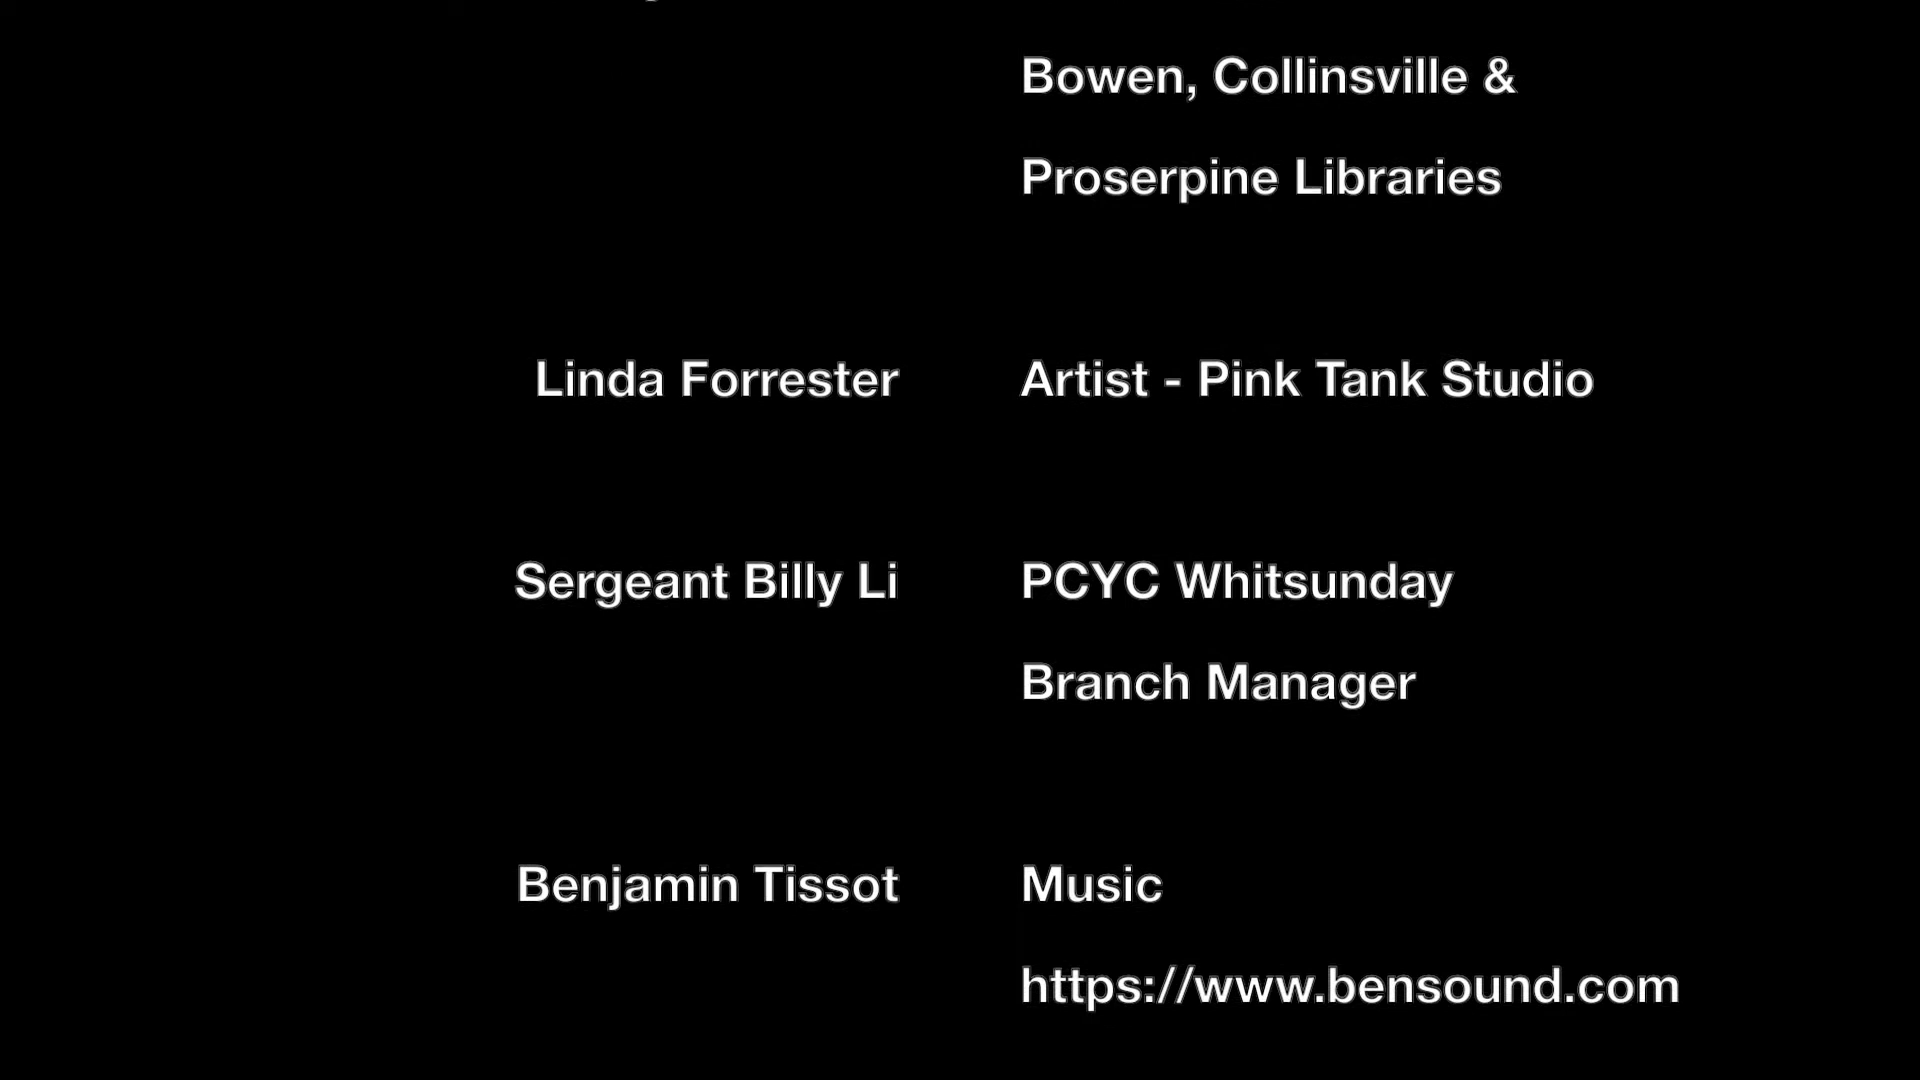 Bowen, Collinsville &
Proserpine Libraries
Linda Forrester Artist - Pink Tank Studio
Sergeant Billy Li PCYC Whitsunday
Branch Manager
Benjamin Tissot Music
https://www.bensound.com